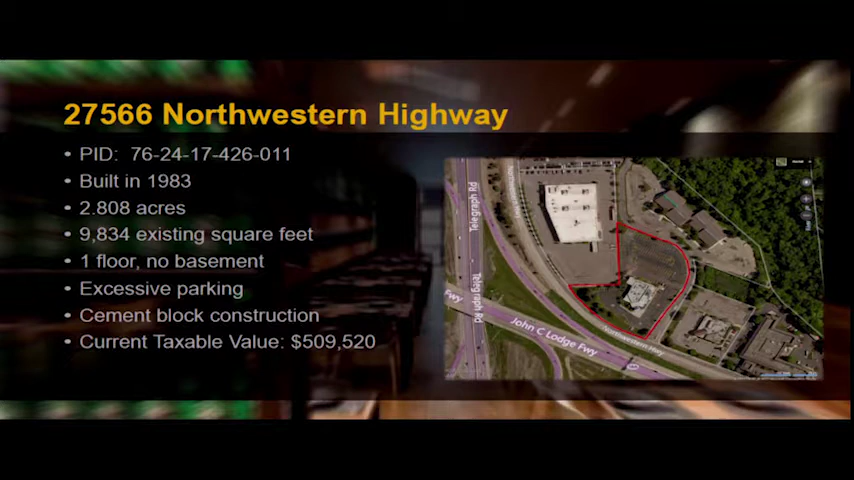 27566 Northwestern Highway
• PID: 76-24-17-426-011
• Built in 1983
• 2.808 acres
• 9,834 existing square feet
• 1 floor, no basement
• Excessive parking
• Cement block construction
• Current Taxable Value: $509,520
Telegraph Rd
Telegraph Rd
Fwy
John C Lodge Fwy
Northwestern Hwy